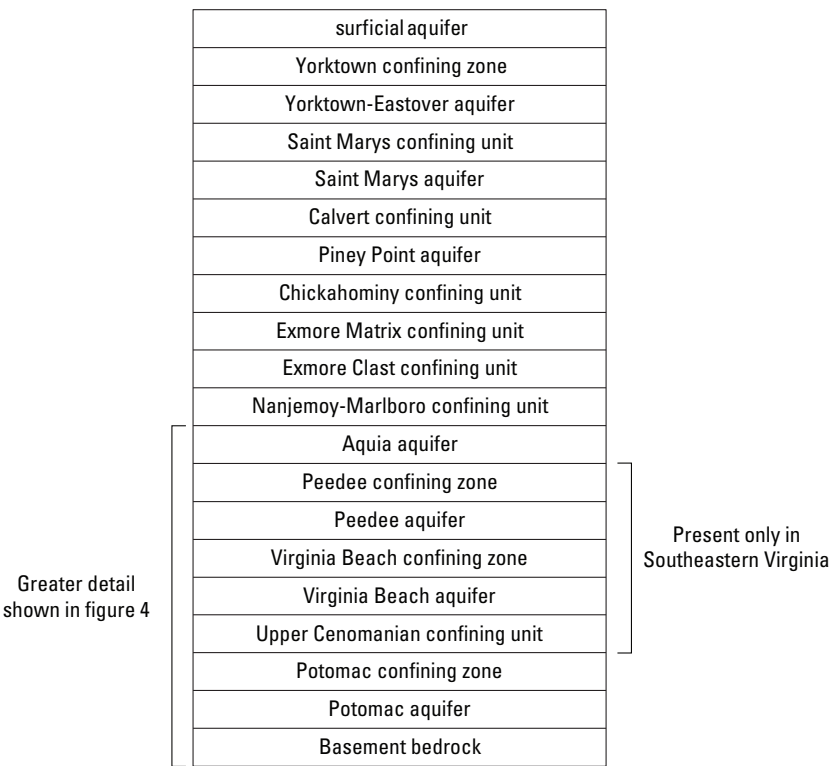 surficial aquifer
Yorktown confining zone
Yorktown-Eastover aquifer
Saint Marys confining unit
Saint Marys aquifer
Calvert confining unit
Piney Point aquifer
Chickahominy confining unit
Exmore Matrix confining unit
Exmore Clast confining unit
Nanjemoy-Marlboro confining unit
Aquia aquifer
Peedee confining zone
Peedee aquifer
Virginia Beach confining zone
Virginia Beach aquifer
Upper Cenomanian confining unit
Potomac confining zone
Potomac aquifer
Basement bedrock
Greater detail
shown in figure 4
Present only in
Southeastern Virginia